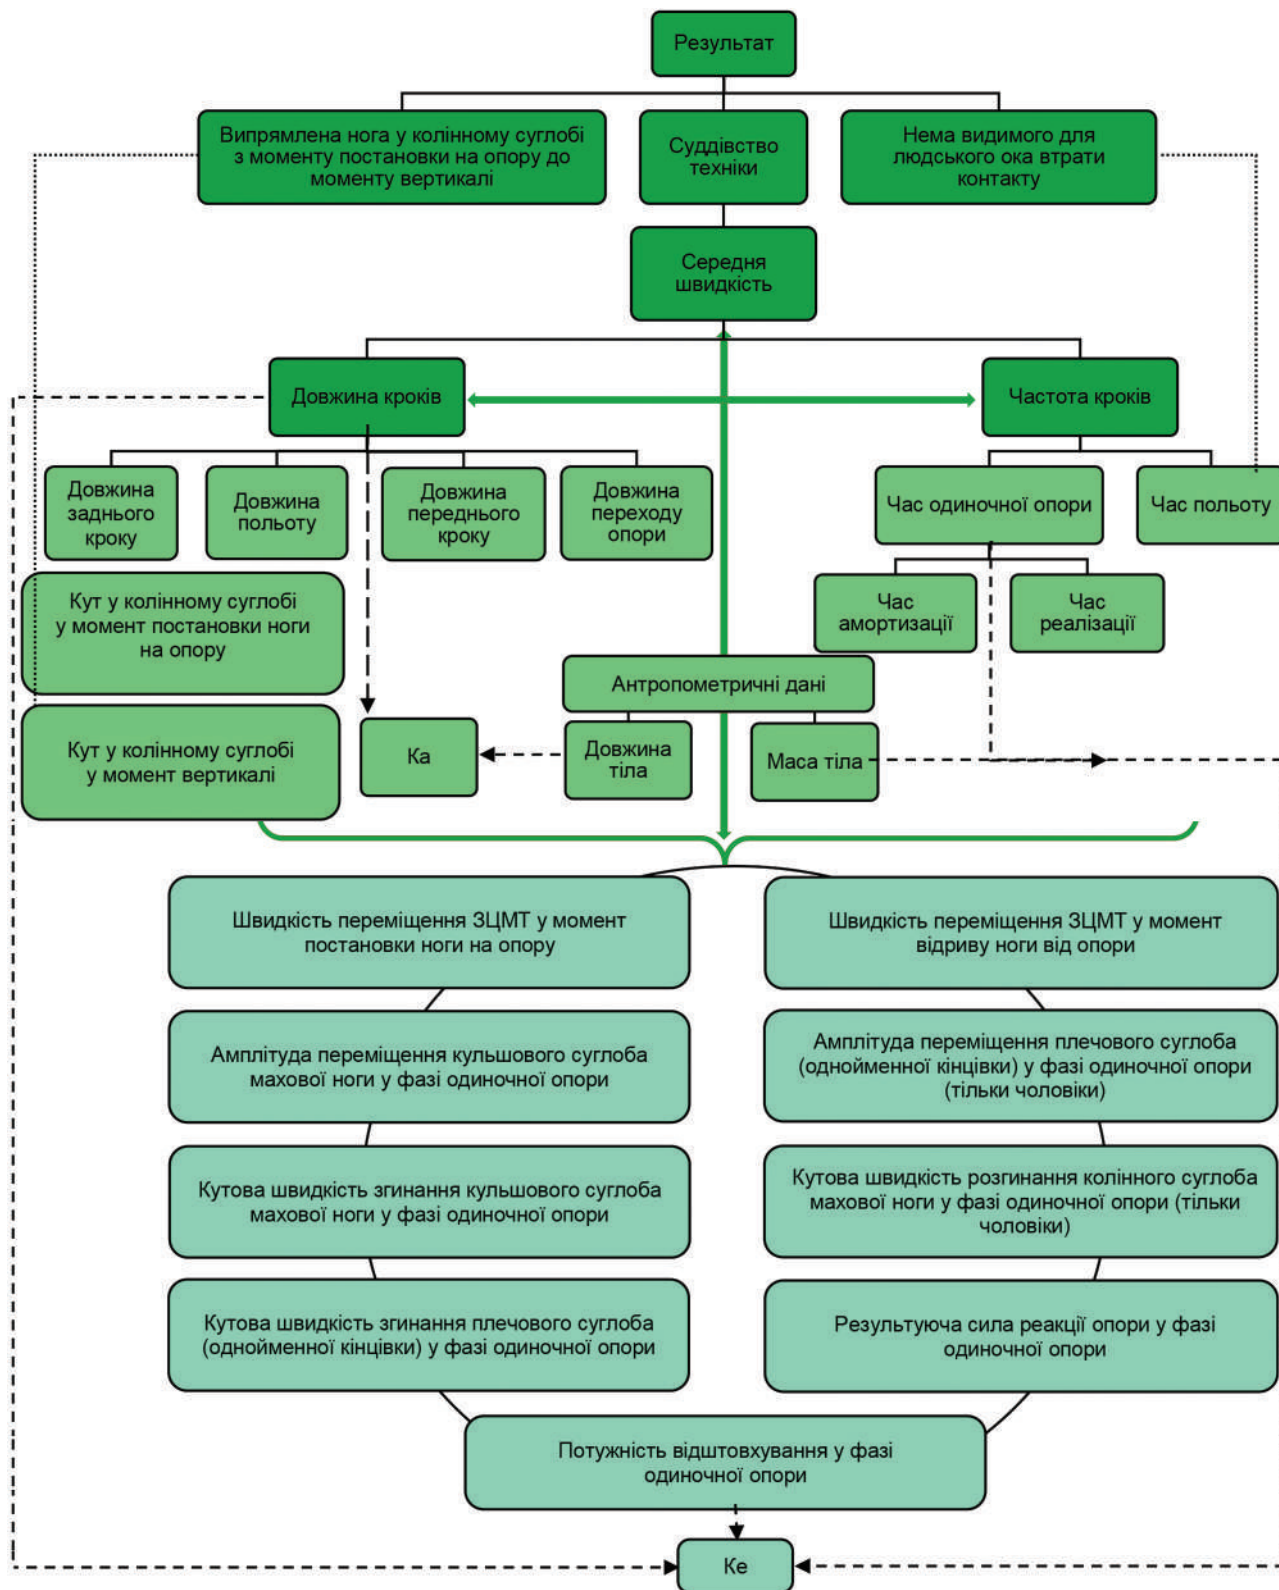 Результат
Випрямлена нога у колінному суглобі
з моменту постановки на опору до
моменту вертикалі
Суддівство
техніки
Нема видимого для
людського ока втрати
контакту
Середня
швидкість
Довжина кроків
Частота кроків
Довжина
заднього
кроку
Довжина
польоту
Довжина
переднього
кроку
Довжина
переходу
опори
Час одиночної опори
Час польоту
Кут у колінному суглобі
у момент постановки ноги
на опору
Час
амортизації
Час
реалізації
Антропометричні дані
Кут у колінному суглобі
у момент вертикалі
Ка
Довжина
тіла
Маса тіла
Швидкість переміщення ЗЦМТ у момент
постановки ноги на опору
Швидкість переміщення ЗЦМТ у момент
відриву ноги від опори
Амплітуда переміщення кульшового суглоба
махової ноги у фазі одиночної опори
Амплітуда переміщення плечового суглоба
(однойменної кінцівки) у фазі одиночної опори
(тільки чоловіки)
Кутова швидкість згинання кульшового суглоба
махової ноги у фазі одиночної опори
Кутова швидкість розгинання колінного суглоба
махової ноги у фазі одиночної опори (тільки
чоловіки)
Кутова швидкість згинання плечового суглоба
(однойменної кінцівки) у фазі одиночної опори
Результуюча сила реакції опори у фазі
одиночної опори
Потужність відштовхування у фазі
одиночної опори
Ке